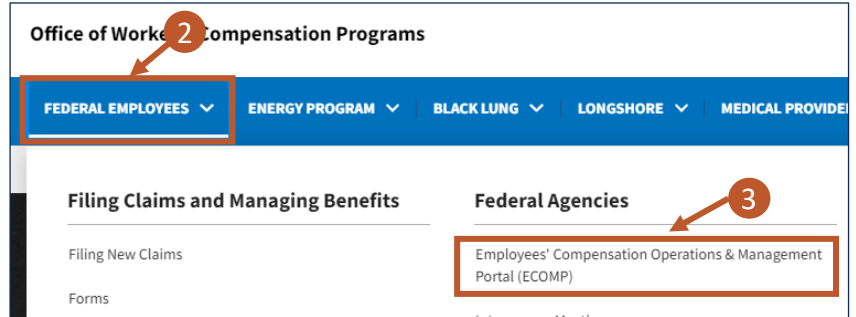 Office of Worke Compensation Programs
2
FEDERAL EMPLOYEES
ENERGY PROGRAM
BLACK LUNG
LONGSHORE
MEDICAL PROVIDE
Filing Claims and Managing Benefits
Federal Agencies
3
Filing New Claims
Employees' Compensation Operations & Management
Portal (ECOMP)
Forms